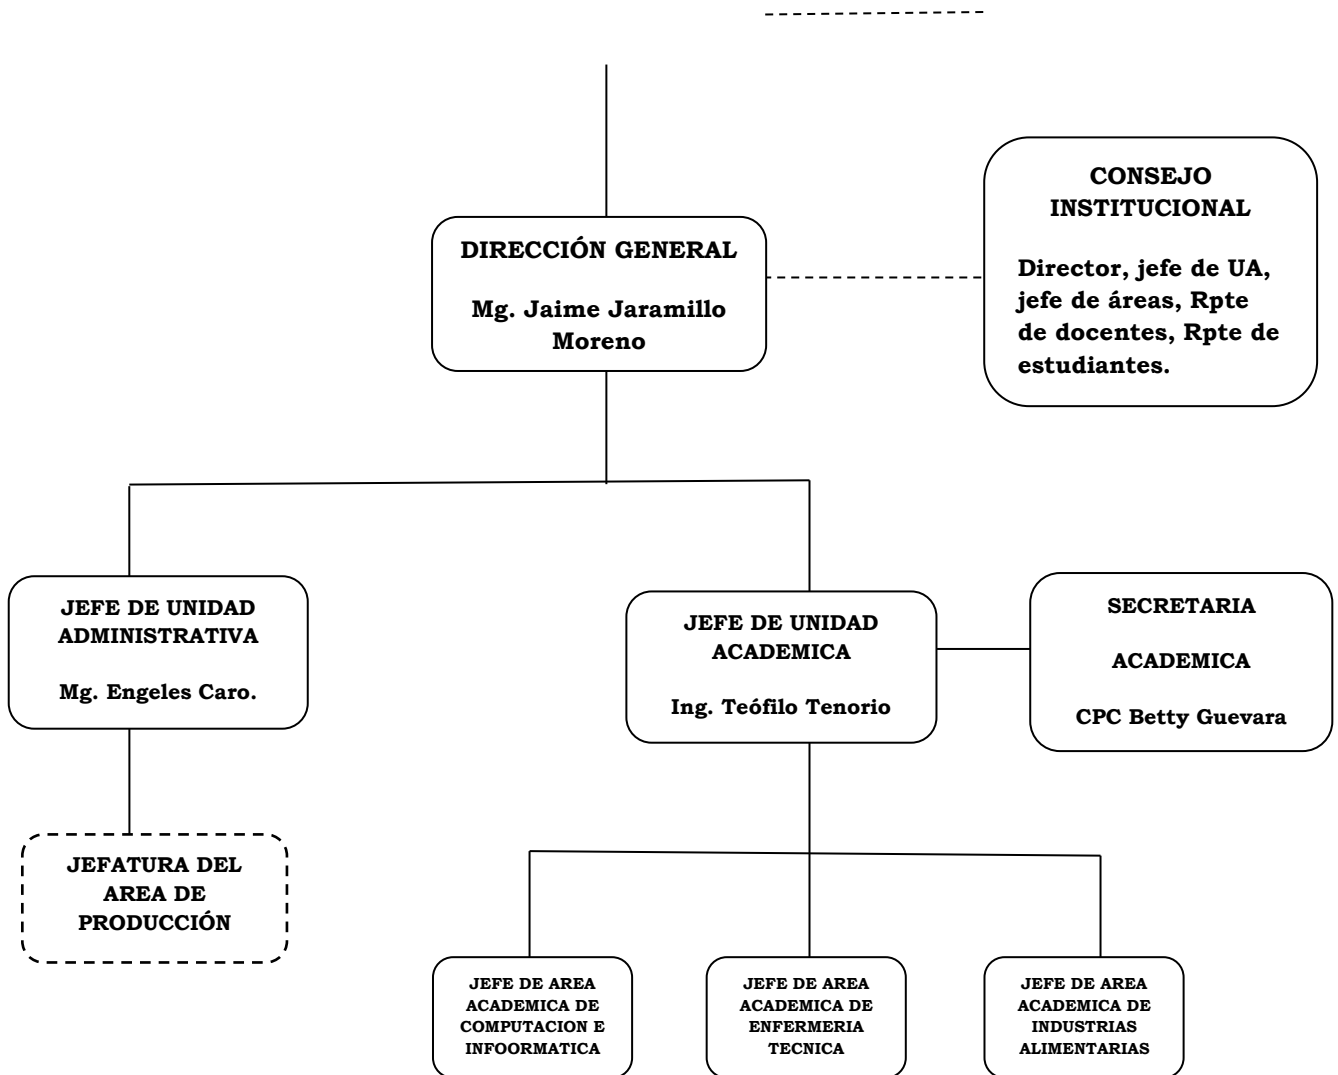 CONSEJO
INSTITUCIONAL
Director, jefe de UA,
jefe de áreas, Rpte
de docentes, Rpte de
estudiantes.
DIRECCIÓN GENERAL
Mg. Jaime Jaramillo
Moreno
JEFE DE UNIDAD
ADMINISTRATIVA
Mg. Engeles Caro.
JEFE DE UNIDAD
ACADEMICA
Ing. Teófilo Tenorio
SECRETARIA
ACADEMICA
CPC Betty Guevara
JEFATURA DEL
AREA DE
PRODUCCIÓN
JEFE DE AREA
ACADEMICA DE
COMPUTACION E
INFOORMATICA
JEFE DE AREA
ACADEMICA DE
ENFERMERIA
TECNICA
JEFE DE AREA
ACADEMICA DE
INDUSTRIAS
ALIMENTARIAS